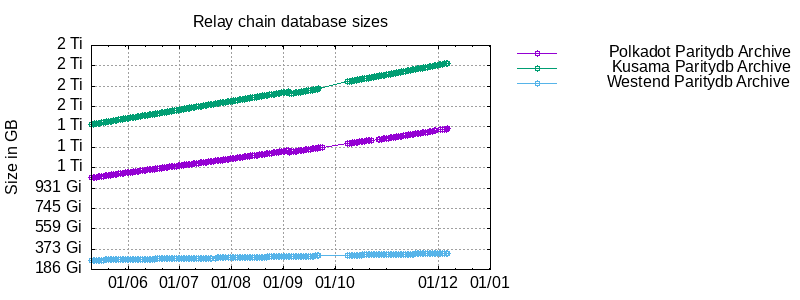 Relay chain database sizes
2 Ti
2 Ti
2 Ti
2 Ti
1 Ti
1 Ti
1 Ti
931 Gi
745 Gi
559 Gi
373 Gi
186 Gi
Size in GB
01/06 01/07 01/08 01/09 01/10 01/12 01/01
Polkadot Paritydb Archive
Kusama Paritydb Archive
Westend Paritydb Archive